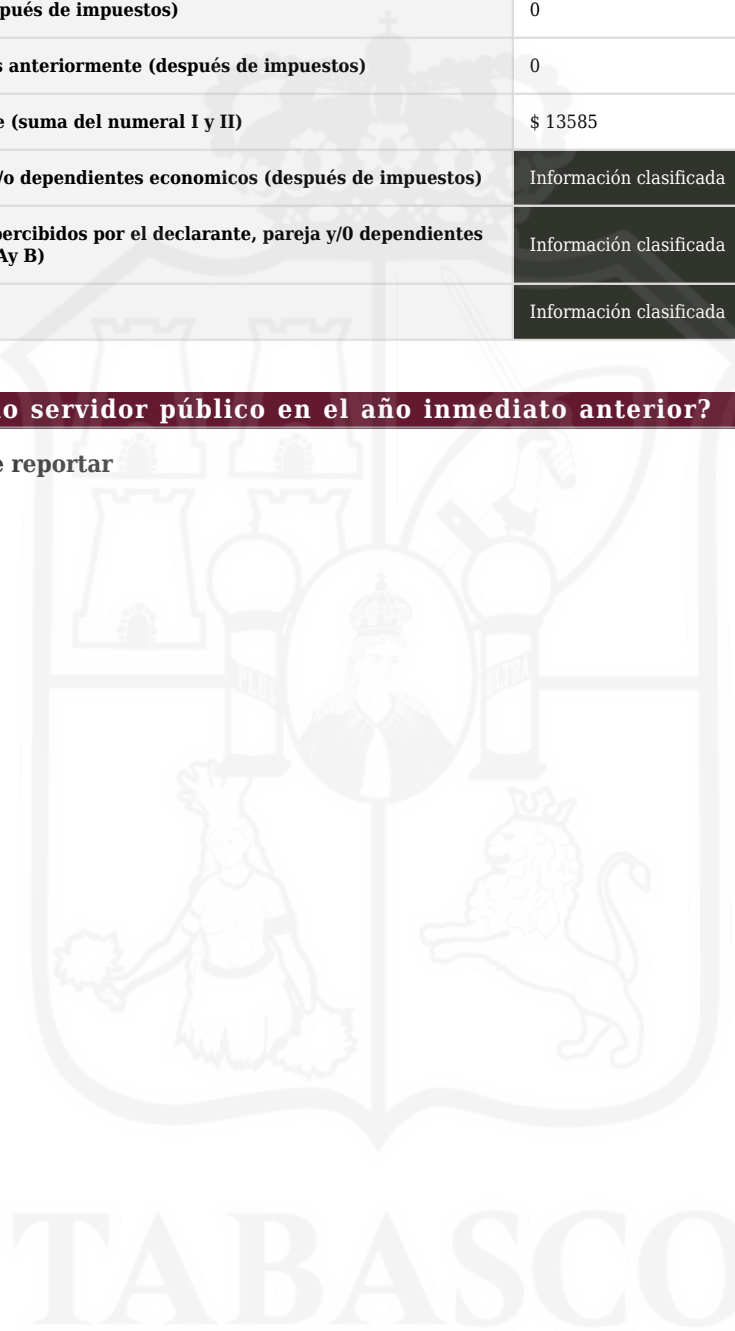 pués de impuestos)
0
s anteriormente (después de impuestos)
0
e (suma del numeral I y II)
$ 13585
/o dependientes economicos (después de impuestos)
Información clasificada
percibidos por el declarante, pareja y/0 dependientes
Ay B)
Información clasificada
Información clasificada
o servidor público en el año inmediato anterior?
e reportar
PLUS
ULTRA
TABASCO